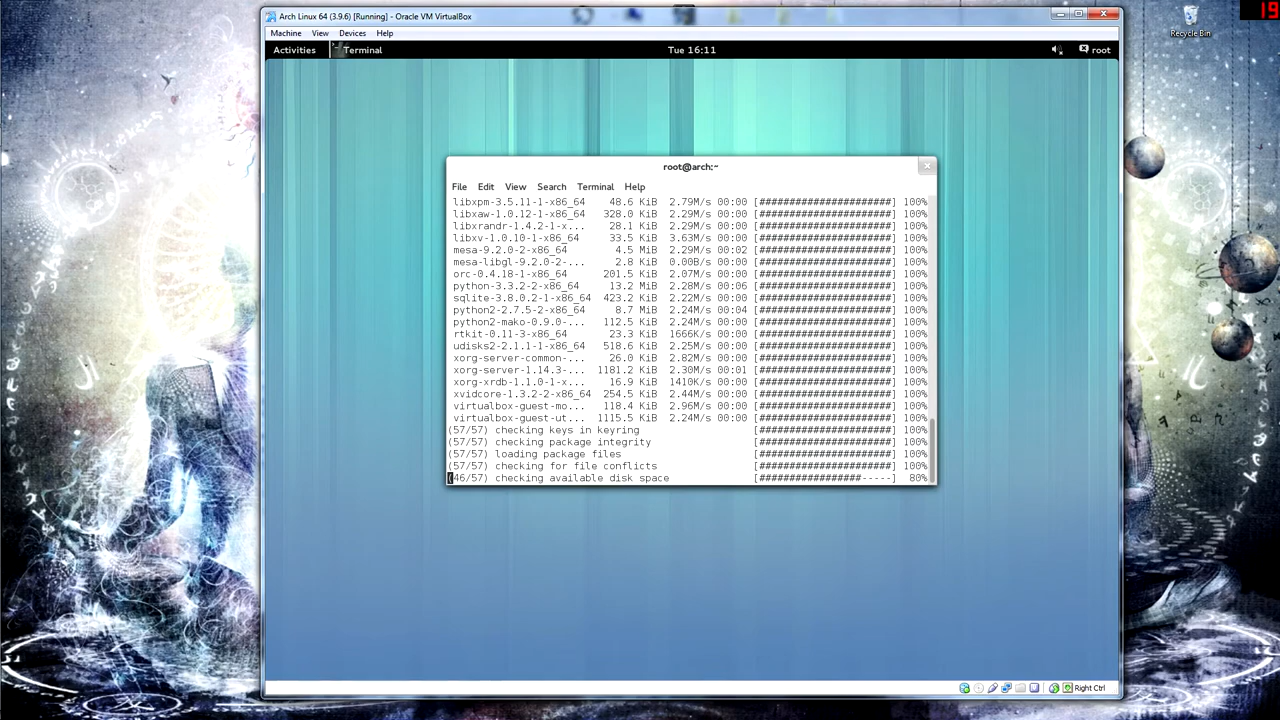 Arch Linux 64 (3.9.6) [Running] - Oracle VM VirtualBox
19
Recycle Bin
Machine View Devices Help
Activities Terminal Tue 16:11 root
root@arch:~
File Edit View Search Terminal Help
libxpm-3.5.11-1-x86_64 48.6 KiB 2.79M/s 00:00 [######################] 100%
libxaw-1.0.12-1-x86_64 328.0 KiB 2.29M/s 00:00 [######################] 100%
libxrandr-1.4.2-1-x... 28.1 KiB 2.29M/s 00:00 [######################] 100%
libxv-1.0.10-1-x86_64 33.5 KiB 3.63M/s 00:00 [######################] 100%
mesa-9.2.0-2-x86_64 4.5 MiB 2.29M/s 00:02 [######################] 100%
mesa-libgl-9.2.0-2-... 2.8 KiB 0.00B/s 00:00 [######################] 100%
orc-0.4.18-1-x86_64 201.5 KiB 2.07M/s 00:00 [######################] 100%
python-3.3.2-2-x86_64 13.2 MiB 2.28M/s 00:06 [######################] 100%
sqlite-3.8.0.2-1-x86_64 423.2 KiB 2.22M/s 00:00 [######################] 100%
python2-2.7.5-2-x86_64 8.7 MiB 2.24M/s 00:04 [######################] 100%
python2-mako-0.9.0-... 112.5 KiB 2.24M/s 00:00 [######################] 100%
rtkit-0.11-3-x86_64 23.3 KiB 1666K/s 00:00 [######################] 100%
udisks2-2.1.1-1-x86_64 518.6 KiB 2.25M/s 00:00 [######################] 100%
xorg-server-common-... 26.0 KiB 2.82M/s 00:00 [######################] 100%
xorg-server-1.14.3-... 1181.2 KiB 2.30M/s 00:01 [######################] 100%
xorg-xrdb-1.1.0-1-x... 16.9 KiB 1410K/s 00:00 [######################] 100%
xvidcore-1.3.2-2-x86_64 254.5 KiB 2.44M/s 00:00 [######################] 100%
virtualbox-guest-mo... 118.4 KiB 2.96M/s 00:00 [######################] 100%
virtualbox-guest-ut... 1115.5 KiB 2.24M/s 00:00 [######################] 100%
(57/57) checking keys in keyring [######################] 100%
(57/57) checking package integrity [######################] 100%
(57/57) loading package files [######################] 100%
(57/57) checking for file conflicts [######################] 100%
(46/57) checking available disk space [#################-----] 80%
Right Ctrl